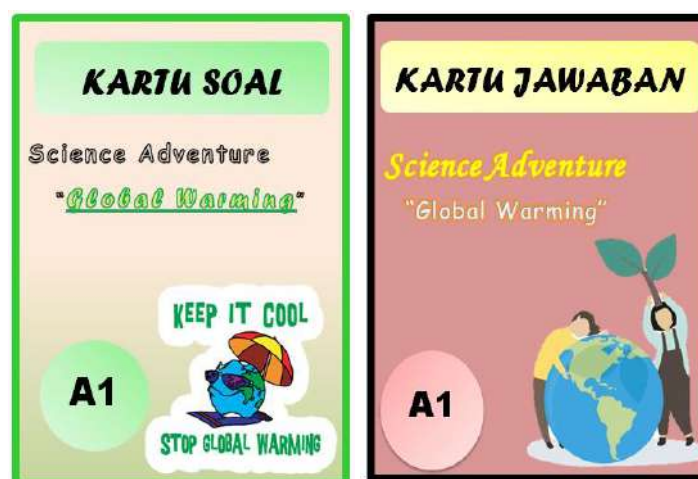 KARTU SOAL
Science Adventure
"Global Warming"
KEEP IT COOL
A1
STOP GLOBAL WARMING
KARTU JAWABAN
Science Adventure
"Global Warming"
A1